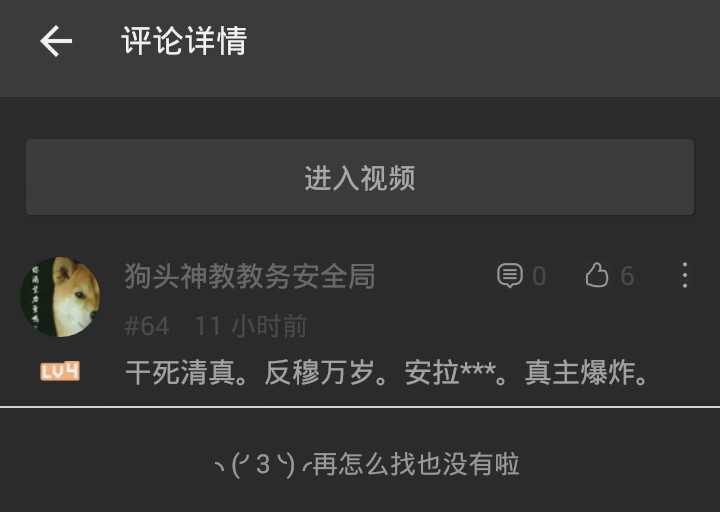 评论详情
进入视频
狗头神教教务安全局
0
6
#64 11 小时前
LV4
干死清真。反穆万岁。安拉***。真主爆炸。
ヽ(′3`)ノ再怎么找也没有啦